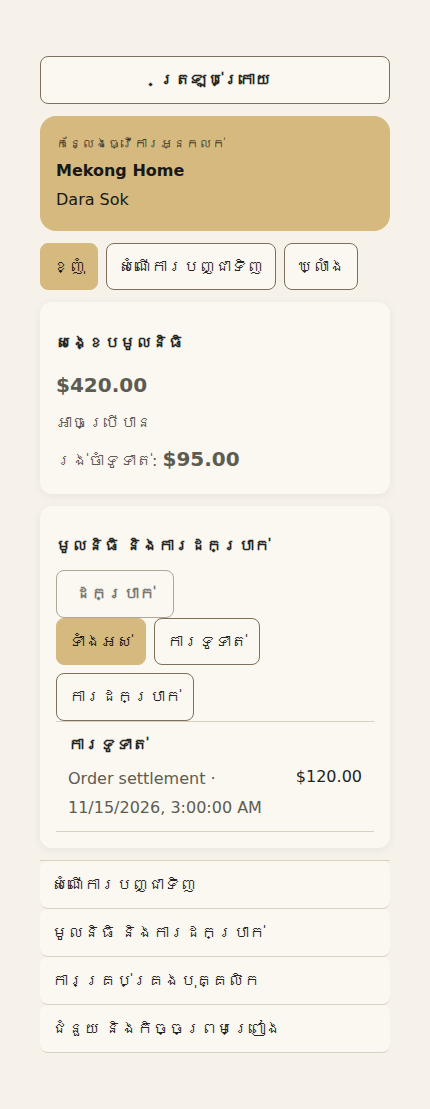 ត្រឡប់ក្រោយ
កន្លែងធ្វើការអ្នកលក់
Mekong Home
Dara Sok
ខ្ញុំ
សំណើការបញ្ជាទិញ
ឃ្លាំង
សង្ខេបមូលនិធិ
$420.00
អាចប្រើបាន
រង់ចាំទូទាត់: $95.00
មូលនិធិ និងការដកប្រាក់
ដកប្រាក់
ទាំងអស់
ការទូទាត់
ការដកប្រាក់
ការទូទាត់
Order settlement ·
$120.00
11/15/2026, 3:00:00 AM
សំណើការបញ្ជាទិញ
មូលនិធិ និងការដកប្រាក់
ការគ្រប់គ្រងបុគ្គលិក
ជំនួយ និងកិច្ចព្រមព្រៀង